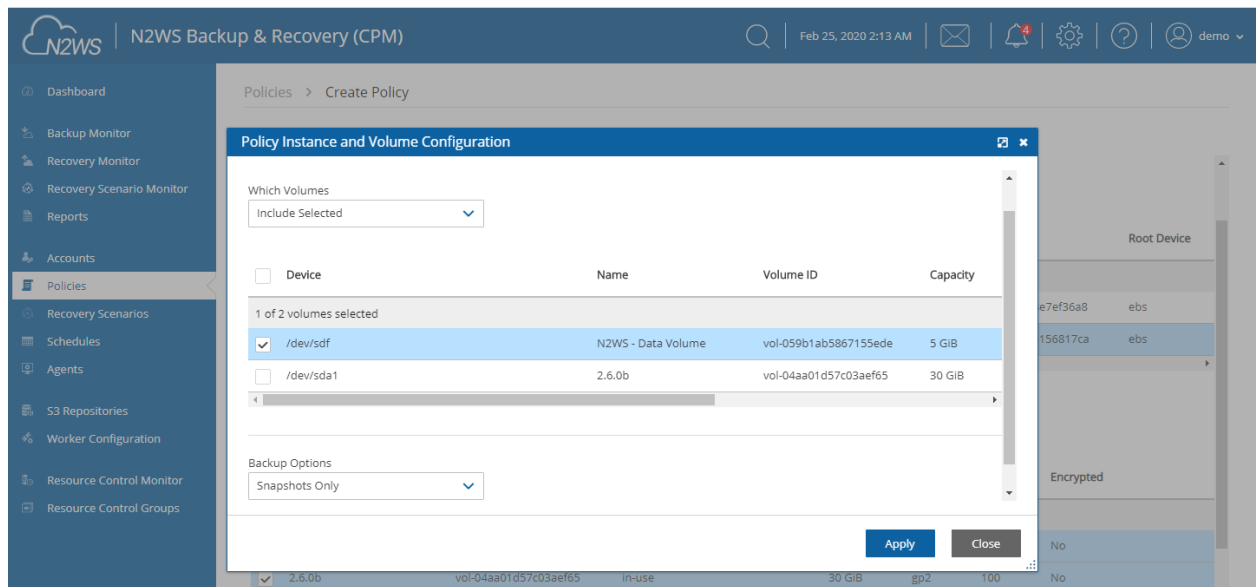 N2WS
N2WS Backup & Recovery (CPM)
Feb 25, 2020 2:13 AM
4
?
demo
Dashboard
Backup Monitor
Recovery Monitor
Recovery Scenario Monitor
Reports
Accounts
Policies
Recovery Scenarios
Schedules
Agents
S3 Repositories
Worker Configuration
Resource Control Monitor
Resource Control Groups
Policies > Create Policy
Policy Instance and Volume Configuration
Which Volumes
Include Selected
Device Name Volume ID Capacity
1 of 2 volumes selected
/dev/sdf N2WS - Data Volume vol-059b1ab5867155ede 5 GiB
/dev/sda1 2.6.0b vol-04aa01d57c03aef65 30 GiB
Backup Options
Snapshots Only
Apply Close
Root Device
e7ef36a8 ebs
156817ca ebs
Encrypted
No
2.6.0b vol-04aa01d57c03aef65 in-use 30 GiB gp2 100 No